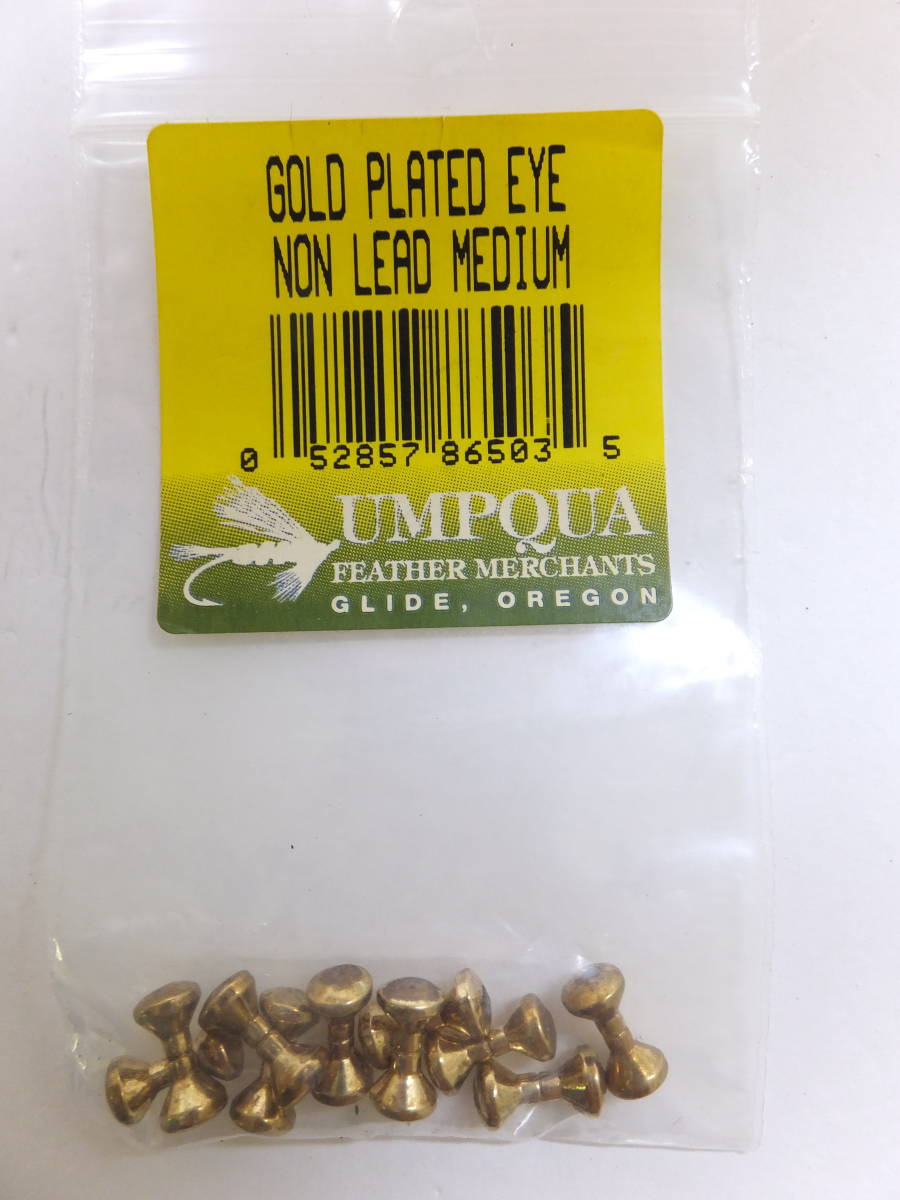 GOLD PLATED EYE
NON LEAD MEDIUM
0 52857 86503 5
UMPQUA
FEATHER MERCHANTS
GLIDE, OREGON